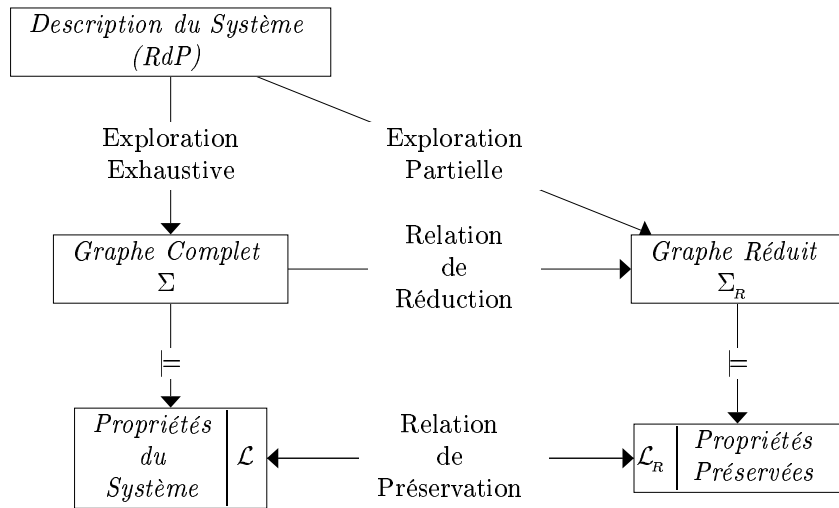 Description du Système
(RdP)
Exploration
Exhaustive
Exploration
Partielle
Graphe Complet
Σ
Relation
de
Réduction
Graphe Réduit
Σ_R
⊨
⊨
Propriétés
du
Système
ℒ
Relation
de
Préservation
ℒ_R
Propriétés
Préservées